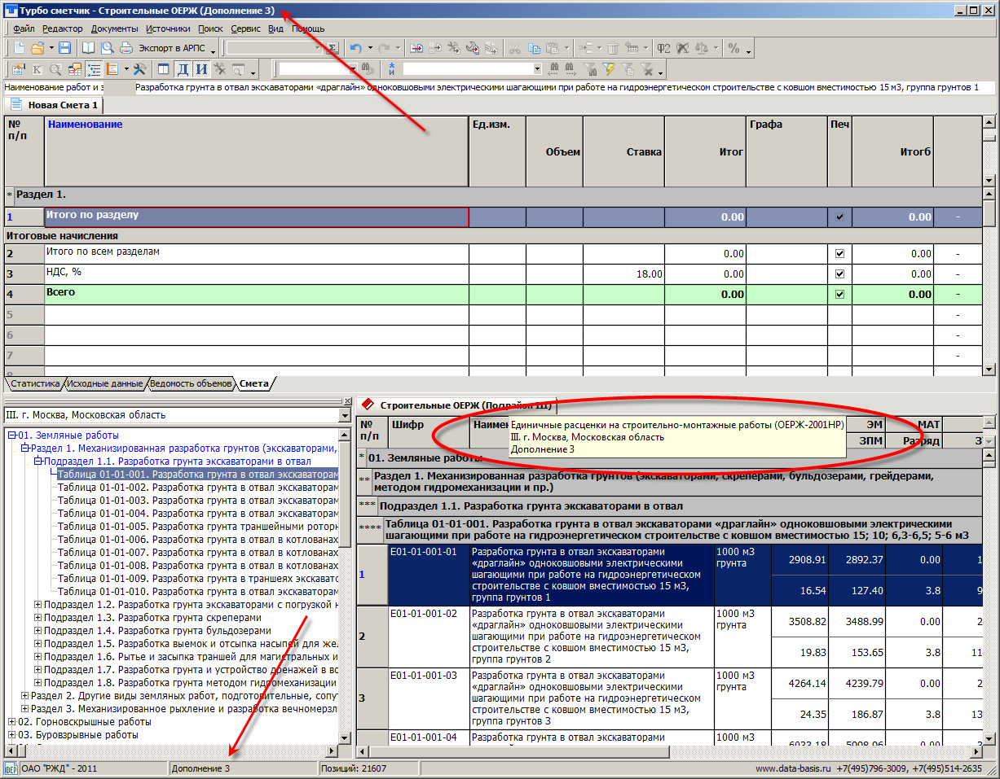 Турбо сметчик - Строительные ОЕРЖ (Дополнение 3)
Файл Редактор Документы Источники Поиск Сервис Вид Помощь
Экспорт в АРПС
Ф2 %
К Д И
Наименование работ и з
Разработка грунта в отвал экскаваторами «драглайн» одноковшовыми электрическими шагающими при работе на гидроэнергетическом строительстве с ковшом вместимостью 15 м3, группа грунтов 1
Новая Смета 1
№ п/п Наименование Ед.изм. Объем Ставка Итог Графа Печ Итогб
* Раздел 1.
1 Итого по разделу 0.00 0.00 -
Итоговые начисления
2 Итого по всем разделам 0.00 0.00 -
3 НДС, % 18.00 0.00 0.00 -
4 Всего 0.00 0.00 -
5 -
6 -
7 -
Статистика Исходные данные Ведомость объемов Смета
III. г. Москва, Московская область
01. Земляные работы
Раздел 1. Механизированная разработка грунтов (экскаваторами,
Подраздел 1.1. Разработка грунта экскаваторами в отвал
Таблица 01-01-001. Разработка грунта в отвал экскаваторам
Таблица 01-01-002. Разработка грунта в отвал экскаваторам
Таблица 01-01-003. Разработка грунта в отвал экскаваторам
Таблица 01-01-004. Разработка грунта в отвал экскаваторам
Таблица 01-01-005. Разработка грунта траншейными роторн
Таблица 01-01-006. Разработка грунта в отвал в котлованах
Таблица 01-01-007. Разработка грунта в отвал в котлованах
Таблица 01-01-008. Разработка грунта в отвал в котлованах
Таблица 01-01-009. Разработка грунта в траншеях экскавато
Таблица 01-01-010. Разработка грунта в отвал экскаваторам
Подраздел 1.2. Разработка грунта экскаваторами с погрузкой н
Подраздел 1.3. Разработка грунта скреперами
Подраздел 1.4. Разработка грунта бульдозерами
Подраздел 1.5. Разработка выемок и отсыпка насыпей для жел
Подраздел 1.6. Рытье и засыпка траншей для магистральных и
Подраздел 1.7. Разработка грунта и устройство дренажей в во
Подраздел 1.8. Разработка грунта методом гидромеханизации
Раздел 2. Другие виды земляных работ, подготовительные, сопут
Раздел 3. Механизированное рыхление и разработка вечномерзл
02. Горновскрышные работы
03. Буровзрывные работы
Строительные ОЕРЖ (Подрайон III)
№ п/п Шифр Наимен ЭМ МАТ
ЗПМ Разряд З
Единичные расценки на строительно-монтажные работы (ОЕРЖ-2001НР)
III. г. Москва, Московская область
Дополнение 3
* 01. Земляные работы
** Раздел 1. Механизированная разработка грунтов (экскаваторами, скреперами, бульдозерами, грейдерами,
методом гидромеханизации и пр.)
*** Подраздел 1.1. Разработка грунта экскаваторами в отвал
**** Таблица 01-01-001. Разработка грунта в отвал экскаваторами «драглайн» одноковшовыми электрическими
шагающими при работе на гидроэнергетическом строительстве с ковшом вместимостью 15; 10; 6,3-6,5; 5-6 м3
1 E01-01-001-01 Разработка грунта в отвал экскаваторами 1000 м3
«драглайн» одноковшовыми электрическими грунта 2908.91 2892.37 0.00 1
шагающими при работе на гидроэнергетическом
строительстве с ковшом вместимостью 15 м3, 16.54 127.40 3.8 9
группа грунтов 1
2 E01-01-001-02 Разработка грунта в отвал экскаваторами 1000 м3
«драглайн» одноковшовыми электрическими грунта 3508.82 3488.99 0.00 2
шагающими при работе на гидроэнергетическом
строительстве с ковшом вместимостью 15 м3, 19.83 153.65 3.8 11
группа грунтов 2
3 E01-01-001-03 Разработка грунта в отвал экскаваторами 1000 м3
«драглайн» одноковшовыми электрическими грунта 4264.14 4239.79 0.00 2
шагающими при работе на гидроэнергетическом
строительстве с ковшом вместимостью 15 м3, 24.35 186.87 3.8 13
группа грунтов 3
E01-01-001-04 Разработка грунта в отвал экскаваторами 1000 м3
ОАО "РЖД" - 2011 Дополнение 3 Позиций: 21607 www.data-basis.ru +7(495)796-3009, +7(495)514-2635